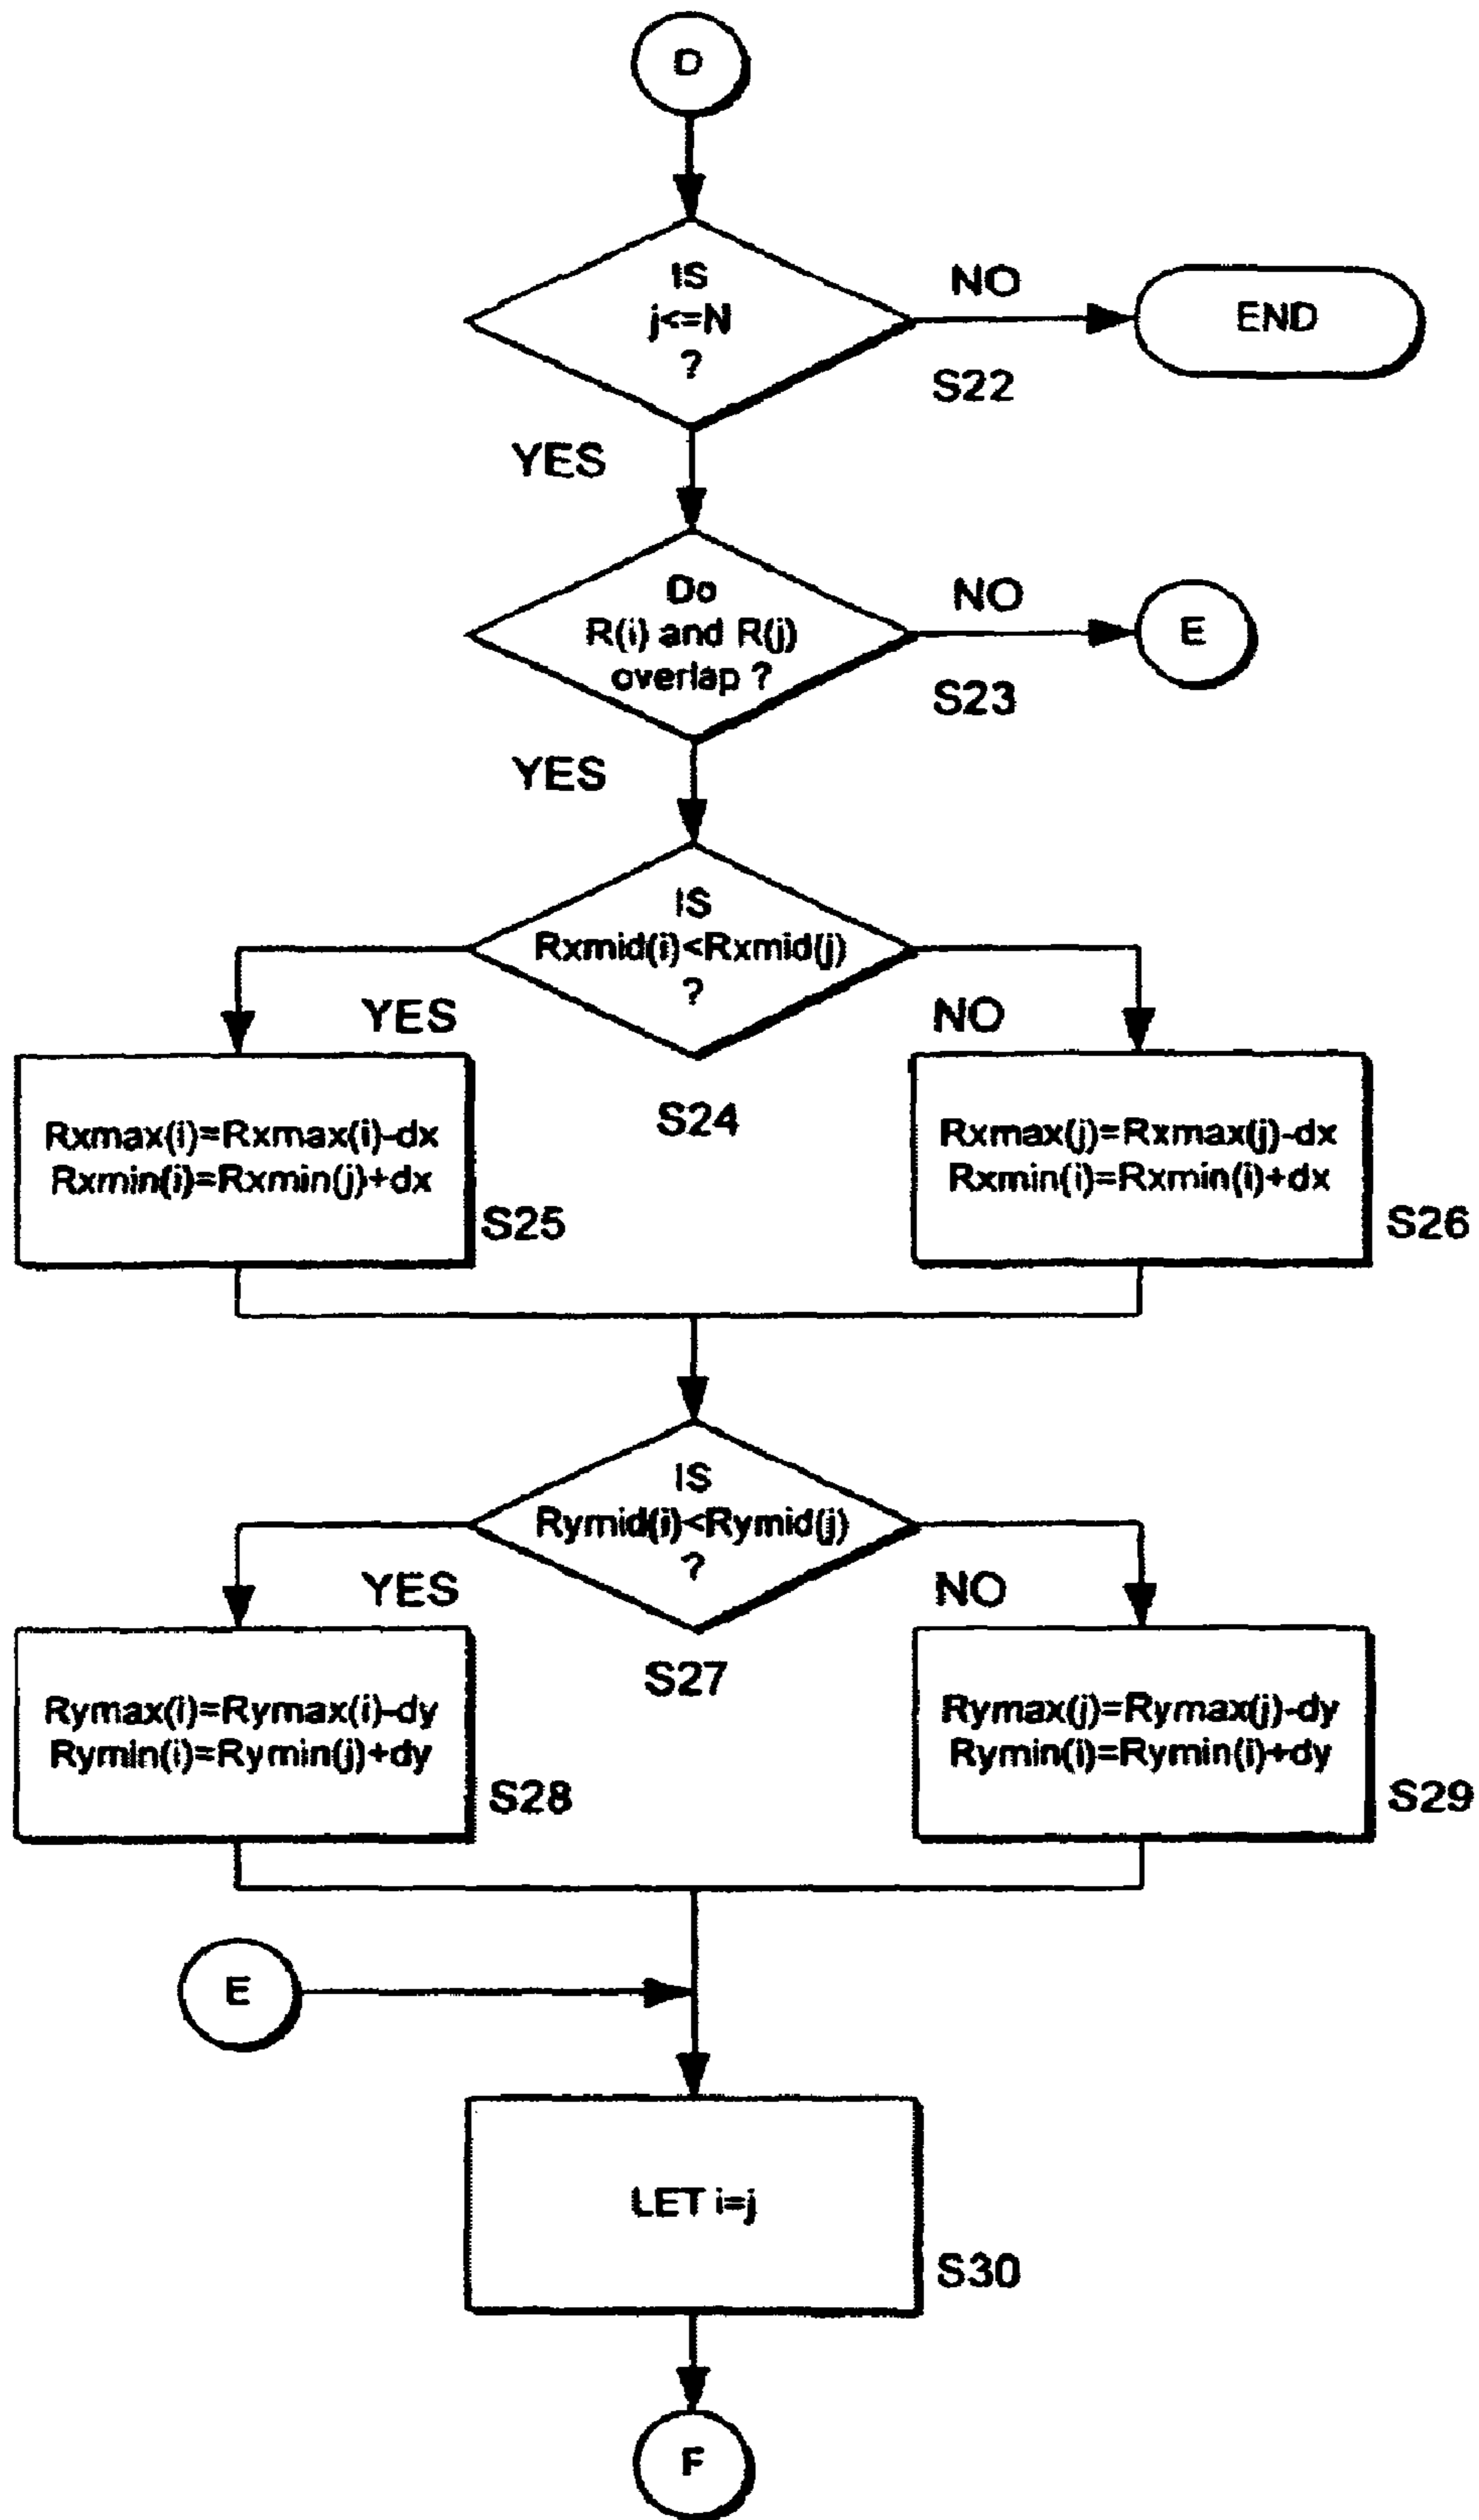 D
IS
j<=N
?
NO
END
S22
YES
Do
R(i) and R(j)
overlap ?
NO
E
S23
YES
IS
Rxmid(i)<Rxmid(j)
?
YES
NO
S24
Rxmax(i)=Rxmax(i)-dx
Rxmin(i)=Rxmin(j)+dx
S25
Rxmax(j)=Rxmax(j)-dx
Rxmin(i)=Rxmin(i)+dx
S26
IS
Rymid(i)<Rymid(j)
?
YES
NO
S27
Rymax(i)=Rymax(i)-dy
Rymin(i)=Rymin(j)+dy
S28
Rymax(j)=Rymax(j)-dy
Rymin(i)=Rymin(i)+dy
S29
E
LET i=j
S30
F